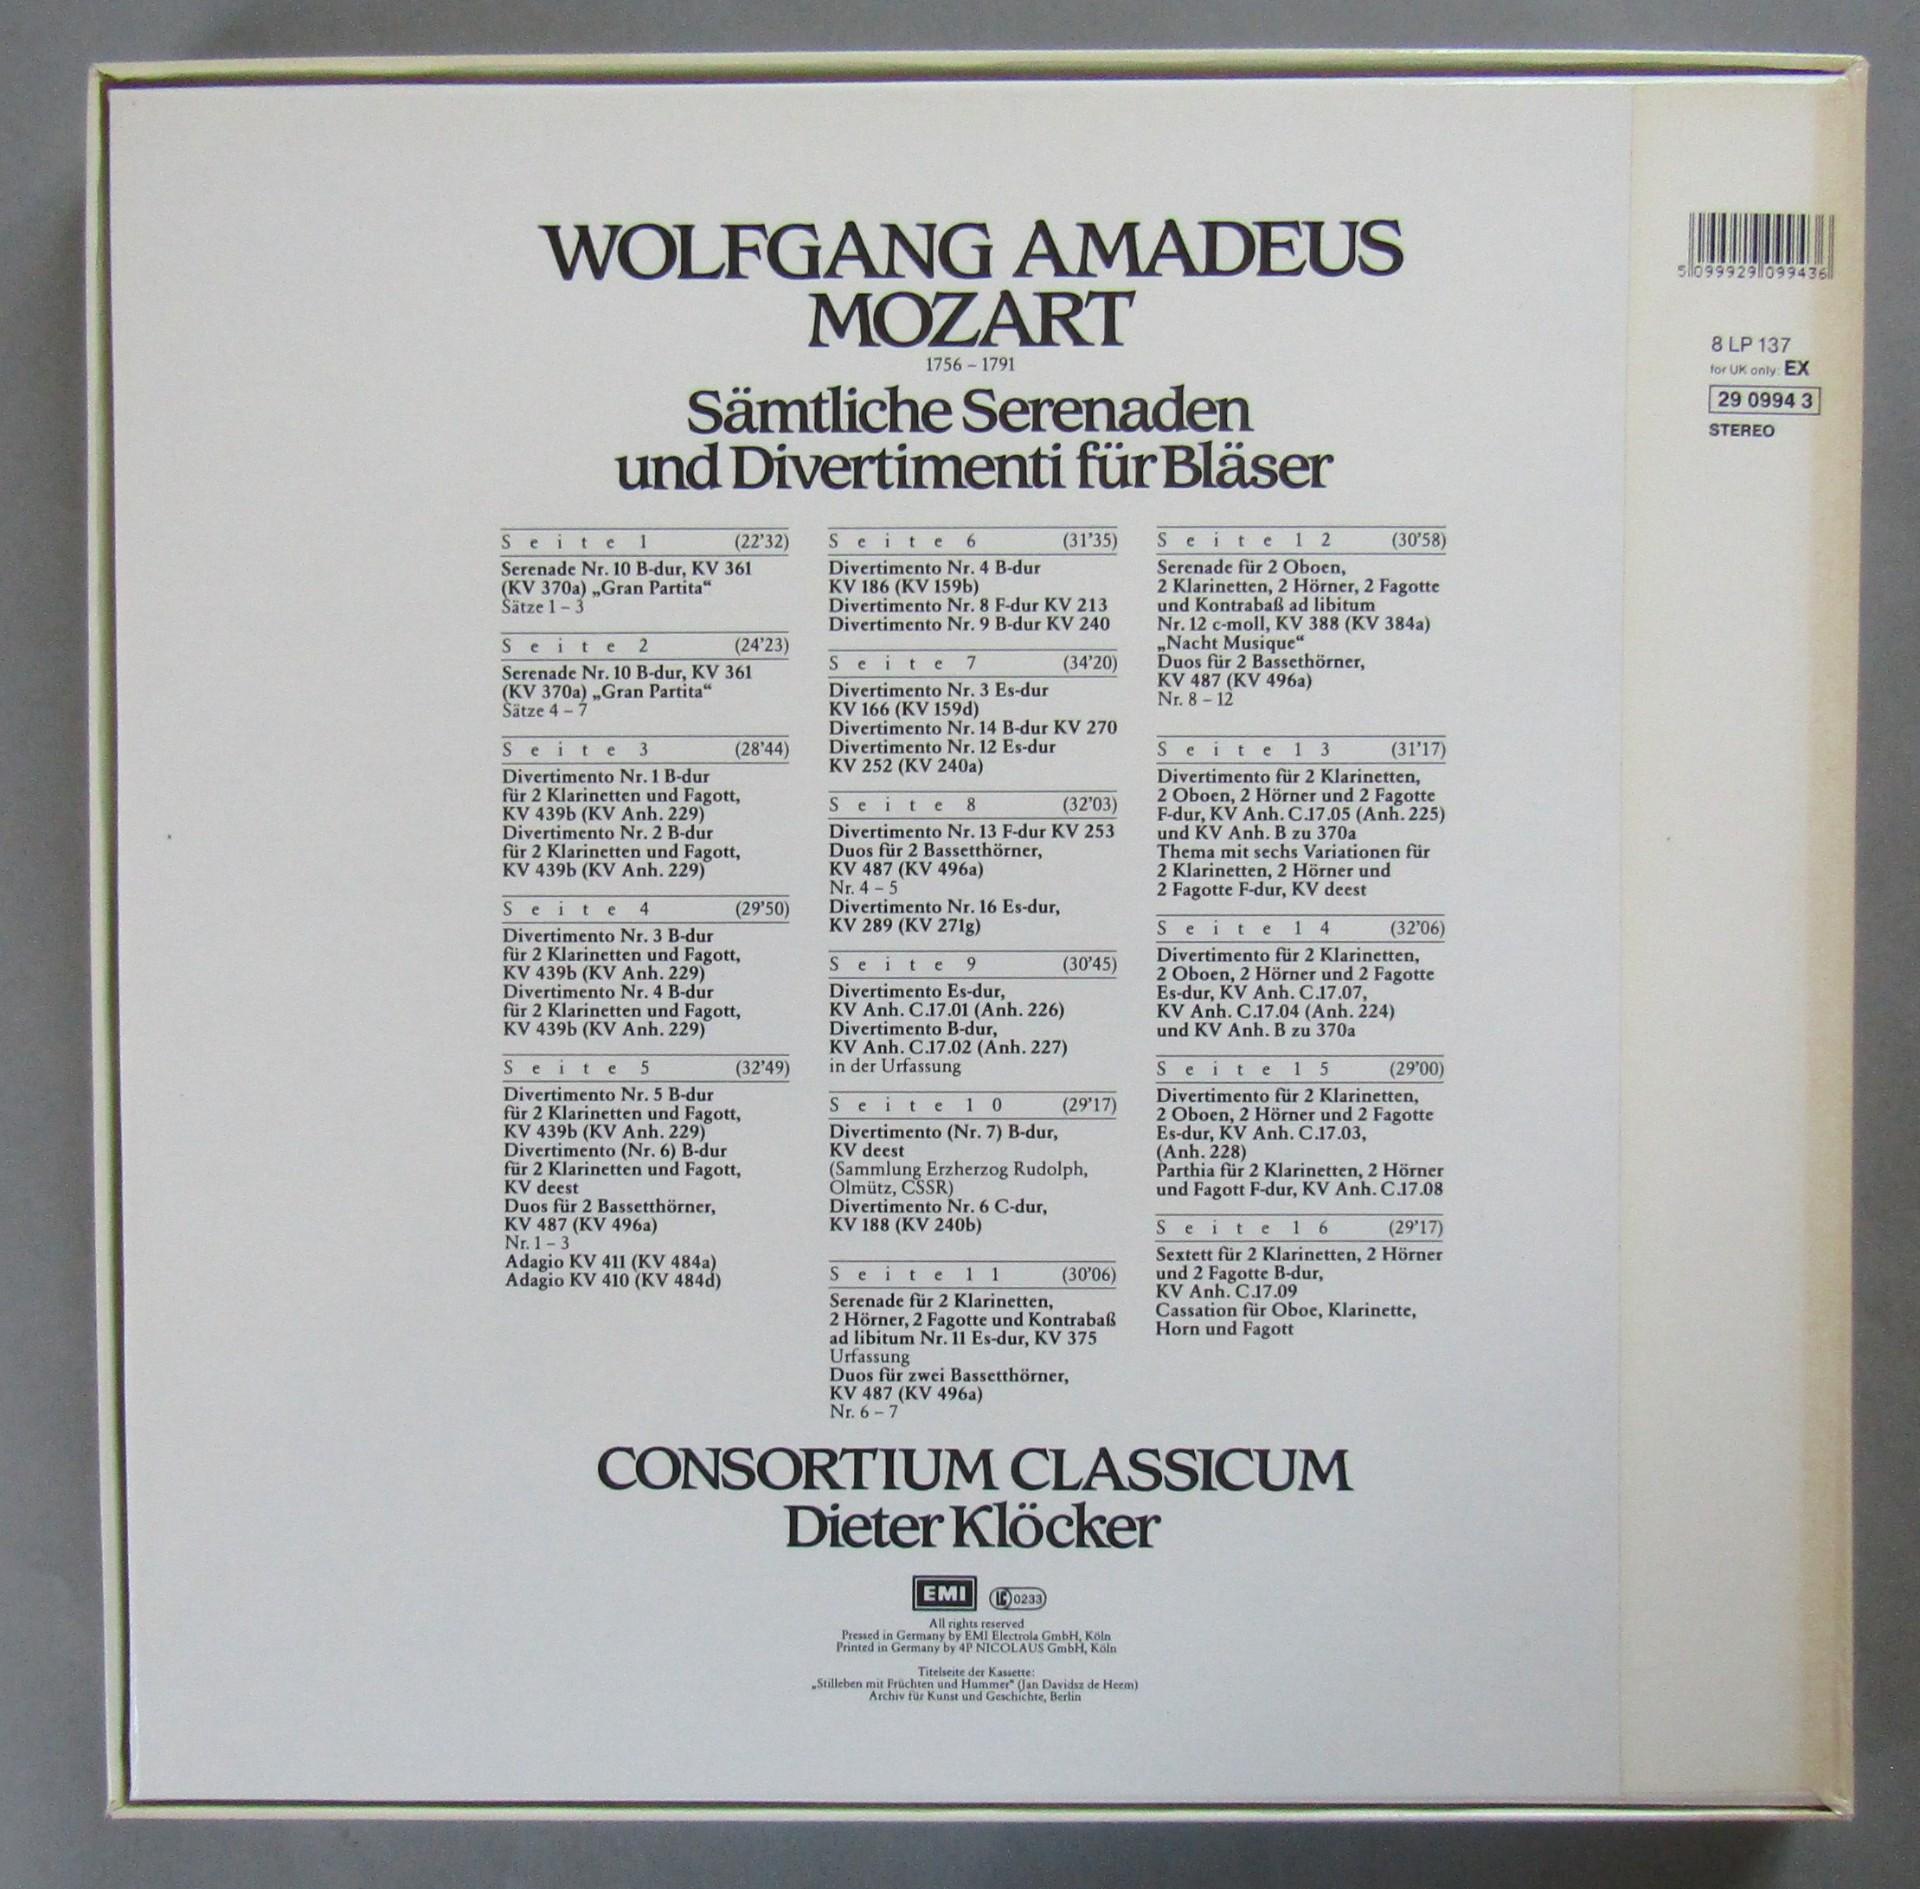 WOLFGANG AMADEUS
MOZART
1756 – 1791
Sämtliche Serenaden
und Divertimenti für Bläser
Seite 1 (22'32)
Serenade Nr. 10 B-dur, KV 361
(KV 370a) „Gran Partita“
Sätze 1 – 3
Seite 2 (24'23)
Serenade Nr. 10 B-dur, KV 361
(KV 370a) „Gran Partita“
Sätze 4 – 7
Seite 3 (28'44)
Divertimento Nr. 1 B-dur
für 2 Klarinetten und Fagott,
KV 439b (KV Anh. 229)
Divertimento Nr. 2 B-dur
für 2 Klarinetten und Fagott,
KV 439b (KV Anh. 229)
Seite 4 (29'50)
Divertimento Nr. 3 B-dur
für 2 Klarinetten und Fagott,
KV 439b (KV Anh. 229)
Divertimento Nr. 4 B-dur
für 2 Klarinetten und Fagott,
KV 439b (KV Anh. 229)
Seite 5 (32'49)
Divertimento Nr. 5 B-dur
für 2 Klarinetten und Fagott,
KV 439b (KV Anh. 229)
Divertimento (Nr. 6) B-dur
für 2 Klarinetten und Fagott,
KV deest
Duos für 2 Bassetthörner,
KV 487 (KV 496a)
Nr. 1 – 3
Adagio KV 411 (KV 484a)
Adagio KV 410 (KV 484d)
Seite 6 (31'35)
Divertimento Nr. 4 B-dur
KV 186 (KV 159b)
Divertimento Nr. 8 F-dur KV 213
Divertimento Nr. 9 B-dur KV 240
Seite 7 (34'20)
Divertimento Nr. 3 Es-dur
KV 166 (KV 159d)
Divertimento Nr. 14 B-dur KV 270
Divertimento Nr. 12 Es-dur
KV 252 (KV 240a)
Seite 8 (32'03)
Divertimento Nr. 13 F-dur KV 253
Duos für 2 Bassetthörner,
KV 487 (KV 496a)
Nr. 4 – 5
Divertimento Nr. 16 Es-dur,
KV 289 (KV 271g)
Seite 9 (30'45)
Divertimento Es-dur,
KV Anh. C.17.01 (Anh. 226)
Divertimento B-dur,
KV Anh. C.17.02 (Anh. 227)
in der Urfassung
Seite 10 (29'17)
Divertimento (Nr. 7) B-dur,
KV deest
(Sammlung Erzherzog Rudolph,
Olmütz, CSSR)
Divertimento Nr. 6 C-dur,
KV 188 (KV 240b)
Seite 11 (30'06)
Serenade für 2 Klarinetten,
2 Hörner, 2 Fagotte und Kontrabaß
ad libitum Nr. 11 Es-dur, KV 375
Urfassung
Duos für zwei Bassetthörner,
KV 487 (KV 496a)
Nr. 6 – 7
Seite 12 (30'58)
Serenade für 2 Oboen,
2 Klarinetten, 2 Hörner, 2 Fagotte
und Kontrabaß ad libitum
Nr. 12 c-moll, KV 388 (KV 384a)
„Nacht Musique“
Duos für 2 Bassethörner,
KV 487 (KV 496a)
Nr. 8 – 12
Seite 13 (31'17)
Divertimento für 2 Klarinetten,
2 Oboen, 2 Hörner und 2 Fagotte
F-dur, KV Anh. C.17.05 (Anh. 225)
und KV Anh. B zu 370a
Thema mit sechs Variationen für
2 Klarinetten, 2 Hörner und
2 Fagotte F-dur, KV deest
Seite 14 (32'06)
Divertimento für 2 Klarinetten,
2 Oboen, 2 Hörner und 2 Fagotte
Es-dur, KV Anh. C.17.07,
KV Anh. C.17.04 (Anh. 224)
und KV Anh. B zu 370a
Seite 15 (29'00)
Divertimento für 2 Klarinetten,
2 Oboen, 2 Hörner und 2 Fagotte
Es-dur, KV Anh. C.17.03,
(Anh. 228)
Parthia für 2 Klarinetten, 2 Hörner
und Fagott F-dur, KV Anh. C.17.08
Seite 16 (29'17)
Sextett für 2 Klarinetten, 2 Hörner
und 2 Fagotte B-dur,
KV Anh. C.17.09
Cassation für Oboe, Klarinette,
Horn und Fagott
CONSORTIUM CLASSICUM
Dieter Klöcker
EMI LC 0233
All rights reserved
Pressed in Germany by EMI Electrola GmbH, Köln
Printed in Germany by 4P NICOLAUS GmbH, Köln
Titelseite der Kassette:
„Stilleben mit Früchten und Hummer“ (Jan Davidsz de Heem)
Archiv für Kunst und Geschichte, Berlin
5 099929 099436
8 LP 137
for UK only: EX
29 0994 3
STEREO